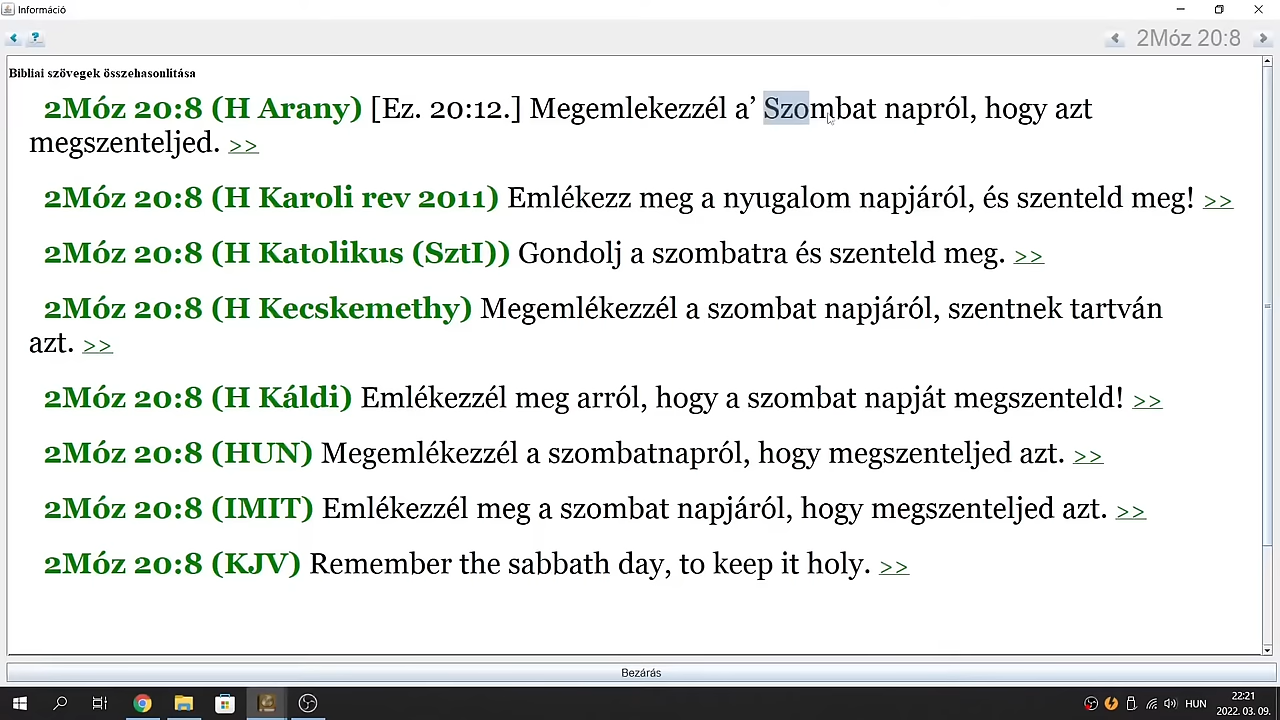 Információ
2Móz 20:8
Bibliai szövegek összehasonlítása
2Móz 20:8 (H Arany) [Ez. 20:12.] Megemlekezzél a’ Szombat napról, hogy azt
megszenteljed. >>
2Móz 20:8 (H Karoli rev 2011) Emlékezz meg a nyugalom napjáról, és szenteld meg! >>
2Móz 20:8 (H Katolikus (SztI)) Gondolj a szombatra és szenteld meg. >>
2Móz 20:8 (H Kecskemethy) Megemlékezzél a szombat napjáról, szentnek tartván
azt. >>
2Móz 20:8 (H Káldi) Emlékezzél meg arról, hogy a szombat napját megszenteld! >>
2Móz 20:8 (HUN) Megemlékezzél a szombatnapról, hogy megszenteljed azt. >>
2Móz 20:8 (IMIT) Emlékezzél meg a szombat napjáról, hogy megszenteljed azt. >>
2Móz 20:8 (KJV) Remember the sabbath day, to keep it holy. >>
Bezárás
HUN
22:21
2022. 03. 09.